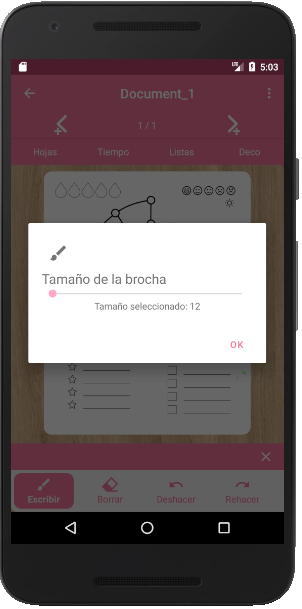 5:03
Document_1
1 / 1
Hojas Tiempo Listas Deco
Tamaño de la brocha
Tamaño seleccionado: 12
OK
Escribir Borrar Deshacer Rehacer